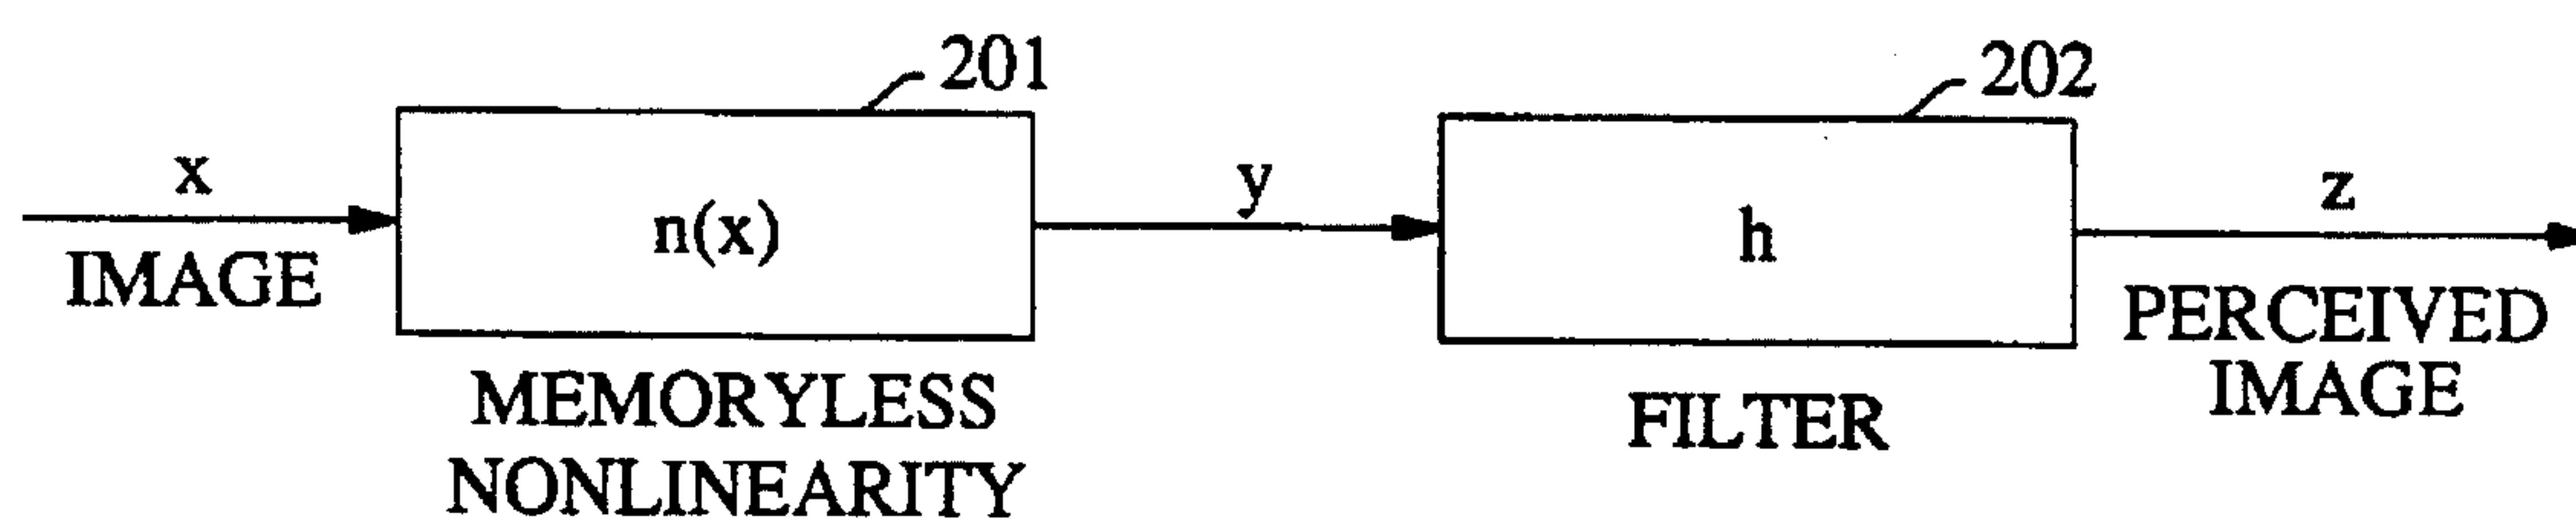 201
202
x
IMAGE
n(x)
MEMORYLESS
NONLINEARITY
y
h
FILTER
z
PERCEIVED
IMAGE